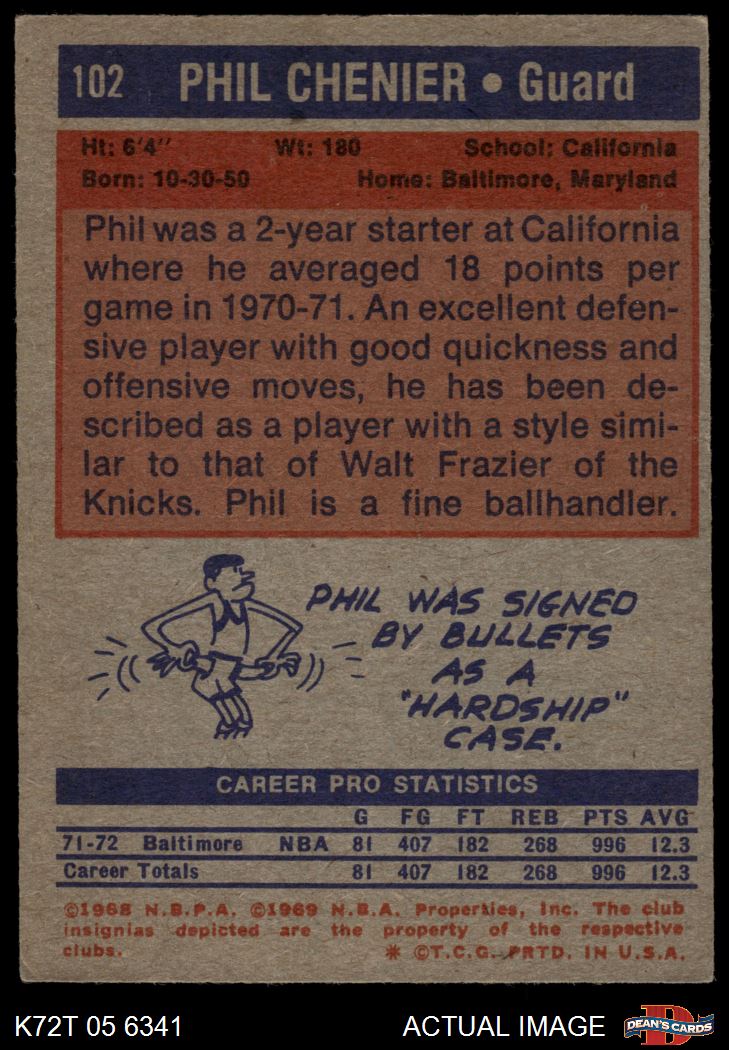 102 PHIL CHENIER • Guard
Ht: 6'4" Wt: 180 School: California
Born: 10-30-50 Home: Baltimore, Maryland
Phil was a 2-year starter at California
where he averaged 18 points per
game in 1970-71. An excellent defen-
sive player with good quickness and
offensive moves, he has been de-
scribed as a player with a style simi-
lar to that of Walt Frazier of the
Knicks. Phil is a fine ballhandler.
PHIL WAS SIGNED
BY BULLETS
AS A
"HARDSHIP"
CASE.
CAREER PRO STATISTICS
G FG FT REB PTS AVG
71-72 Baltimore NBA 81 407 182 268 996 12.3
Career Totals 81 407 182 268 996 12.3
©1968 N.B.P.A. ©1969 N.B.A. Properties, Inc. The club
insignias depicted are the property of the respective
clubs. * ©T.C.G. PRTD. IN U.S.A.
K72T 05 6341 ACTUAL IMAGE D DEAN'S CARDS